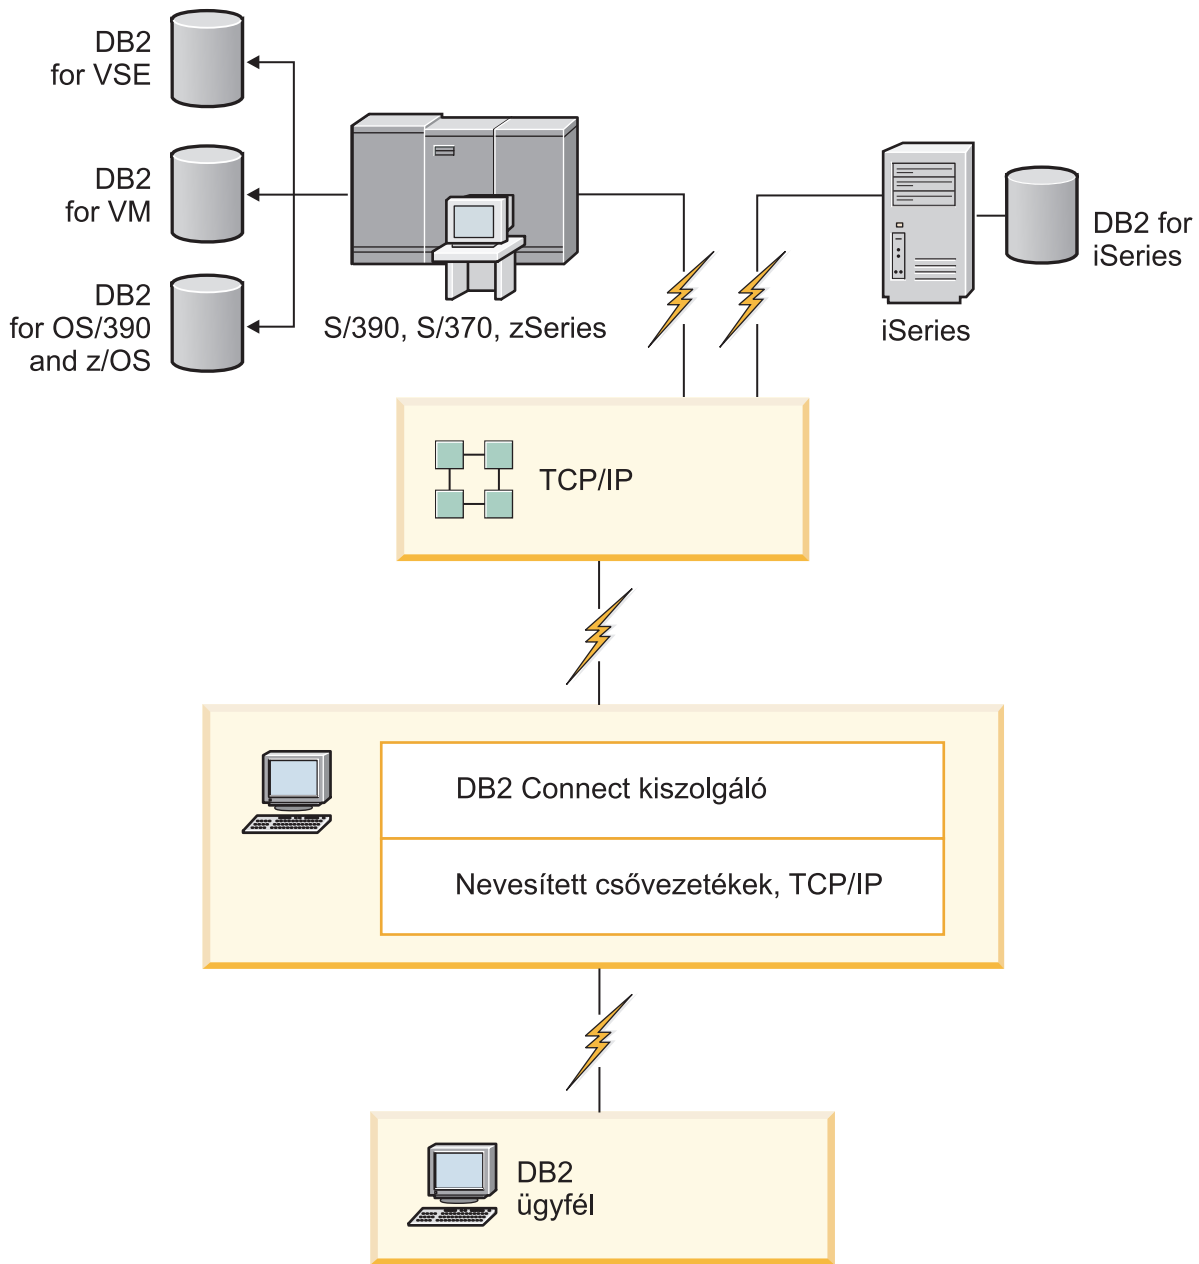 DB2
for VSE
DB2
for VM
DB2
for OS/390
and z/OS
S/390, S/370, zSeries
iSeries
DB2 for
iSeries
TCP/IP
DB2 Connect kiszolgáló
Nevesített csővezetékek, TCP/IP
DB2
ügyfél